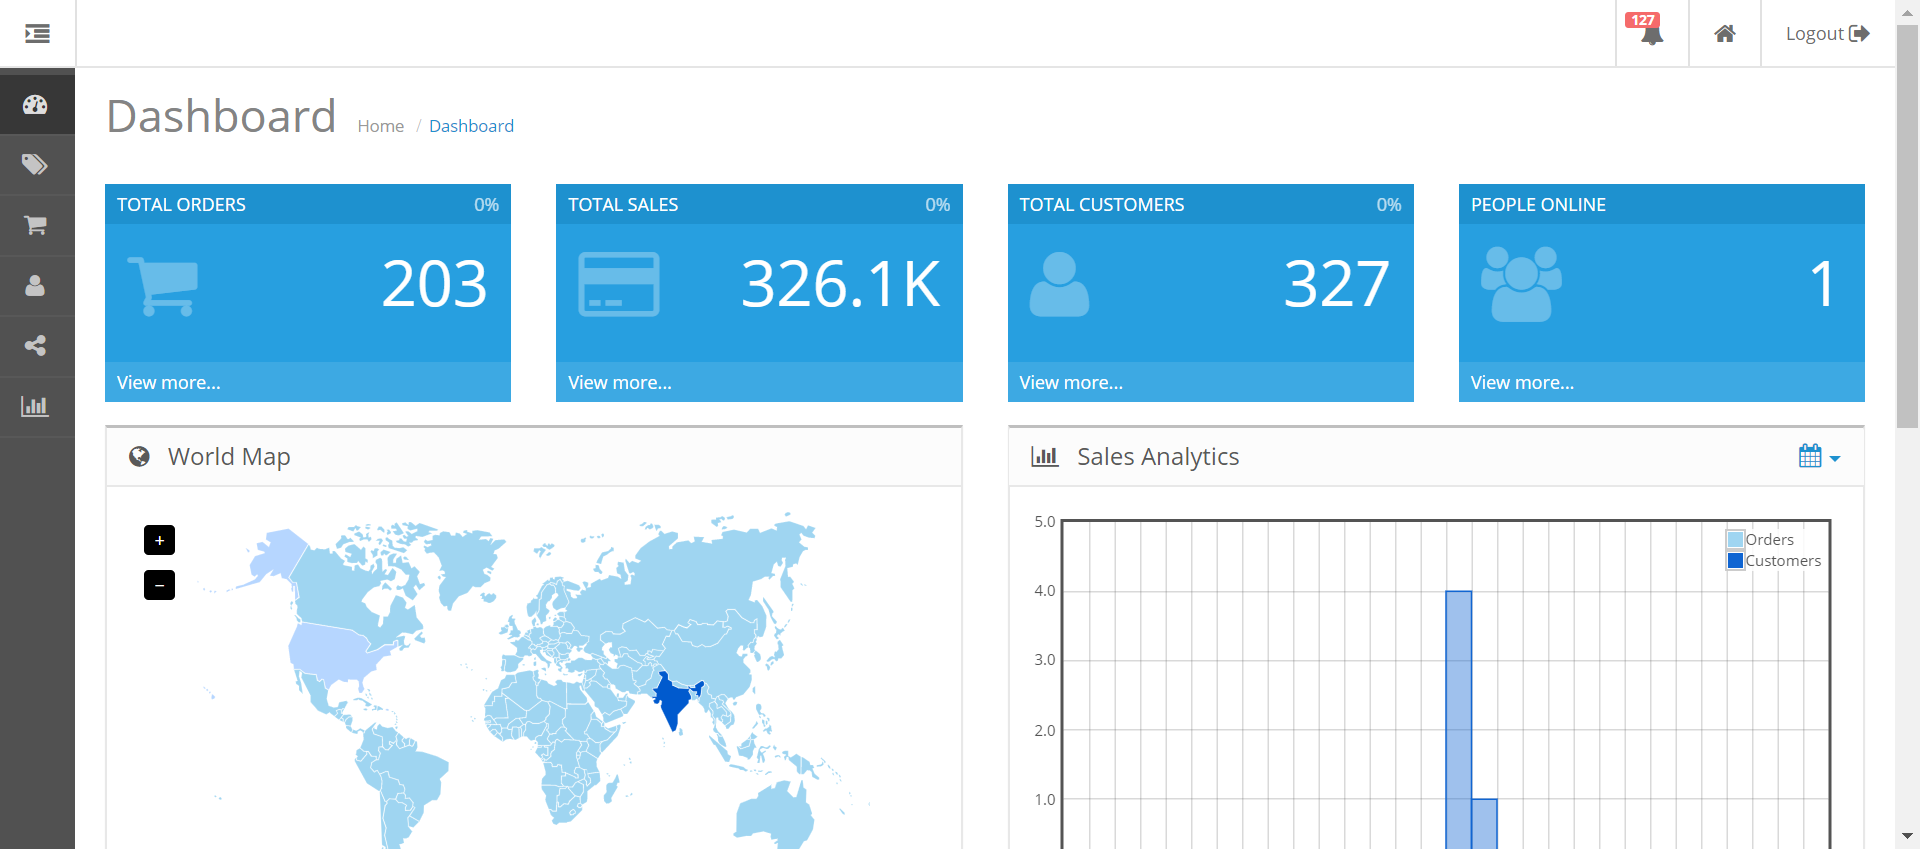 127
Logout
Dashboard
Home / Dashboard
TOTAL ORDERS 0%
203
View more...
TOTAL SALES 0%
326.1K
View more...
TOTAL CUSTOMERS 0%
327
View more...
PEOPLE ONLINE
1
View more...
World Map
+
−
Sales Analytics
5.0
4.0
3.0
2.0
1.0
Orders
Customers